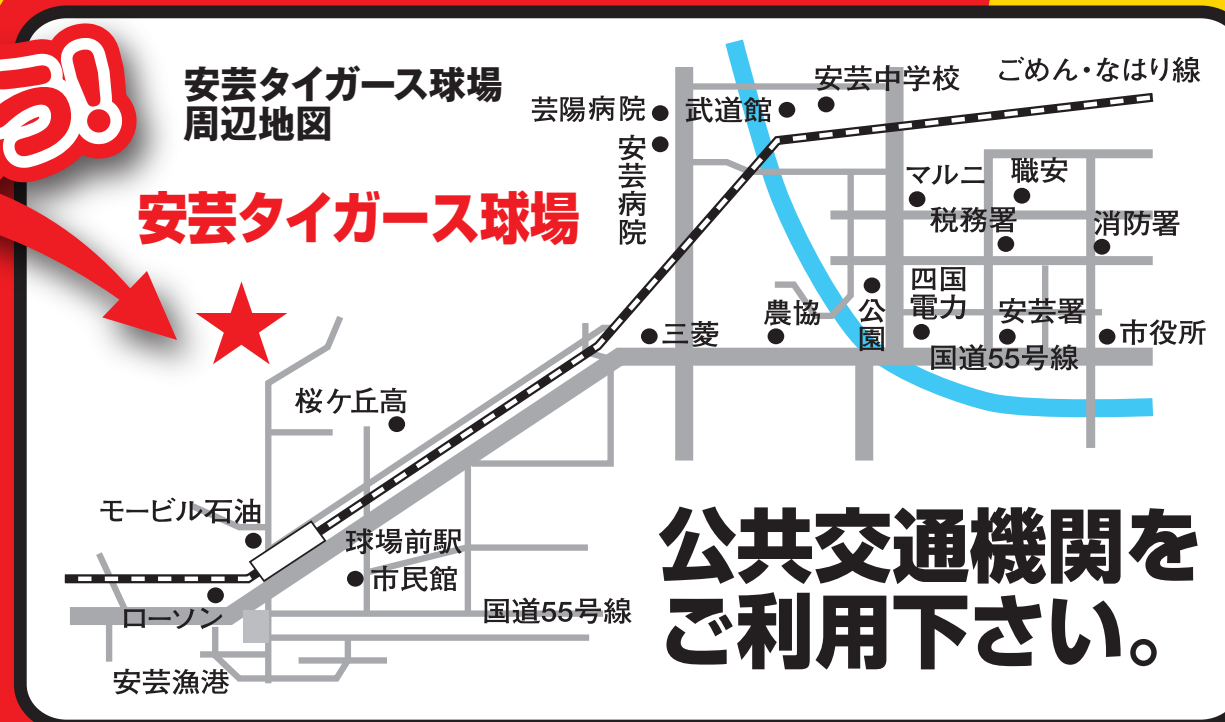 う!
安芸タイガース球場
周辺地図
安芸タイガース球場
芸陽病院
安芸病院
武道館
安芸中学校
ごめん・なはり線
マルニ
職安
税務署
消防署
四国
電力
安芸署
市役所
国道55号線
公園
農協
三菱
桜ケ丘高
モービル石油
球場前駅
市民館
ローソン
国道55号線
安芸漁港
公共交通機関を
ご利用下さい。